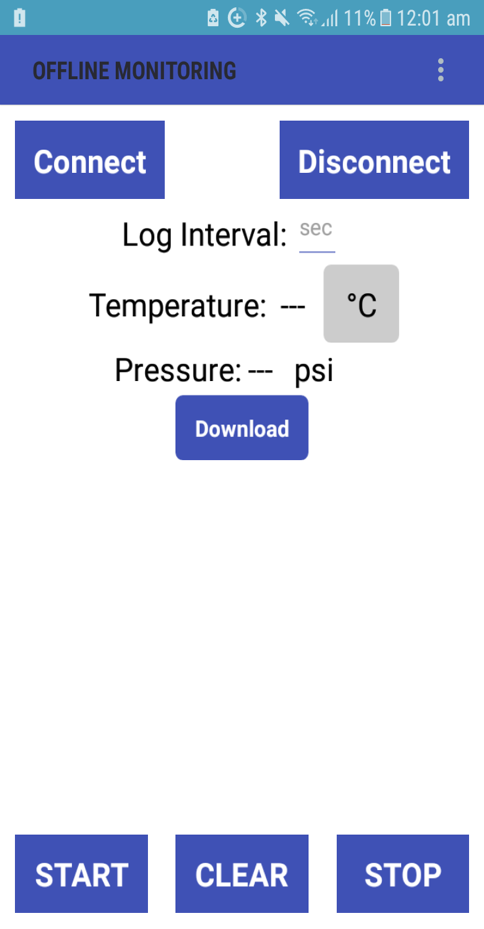 11% 12:01 am
OFFLINE MONITORING
Connect Disconnect
Log Interval: sec
Temperature: --- °C
Pressure: --- psi
Download
START CLEAR STOP